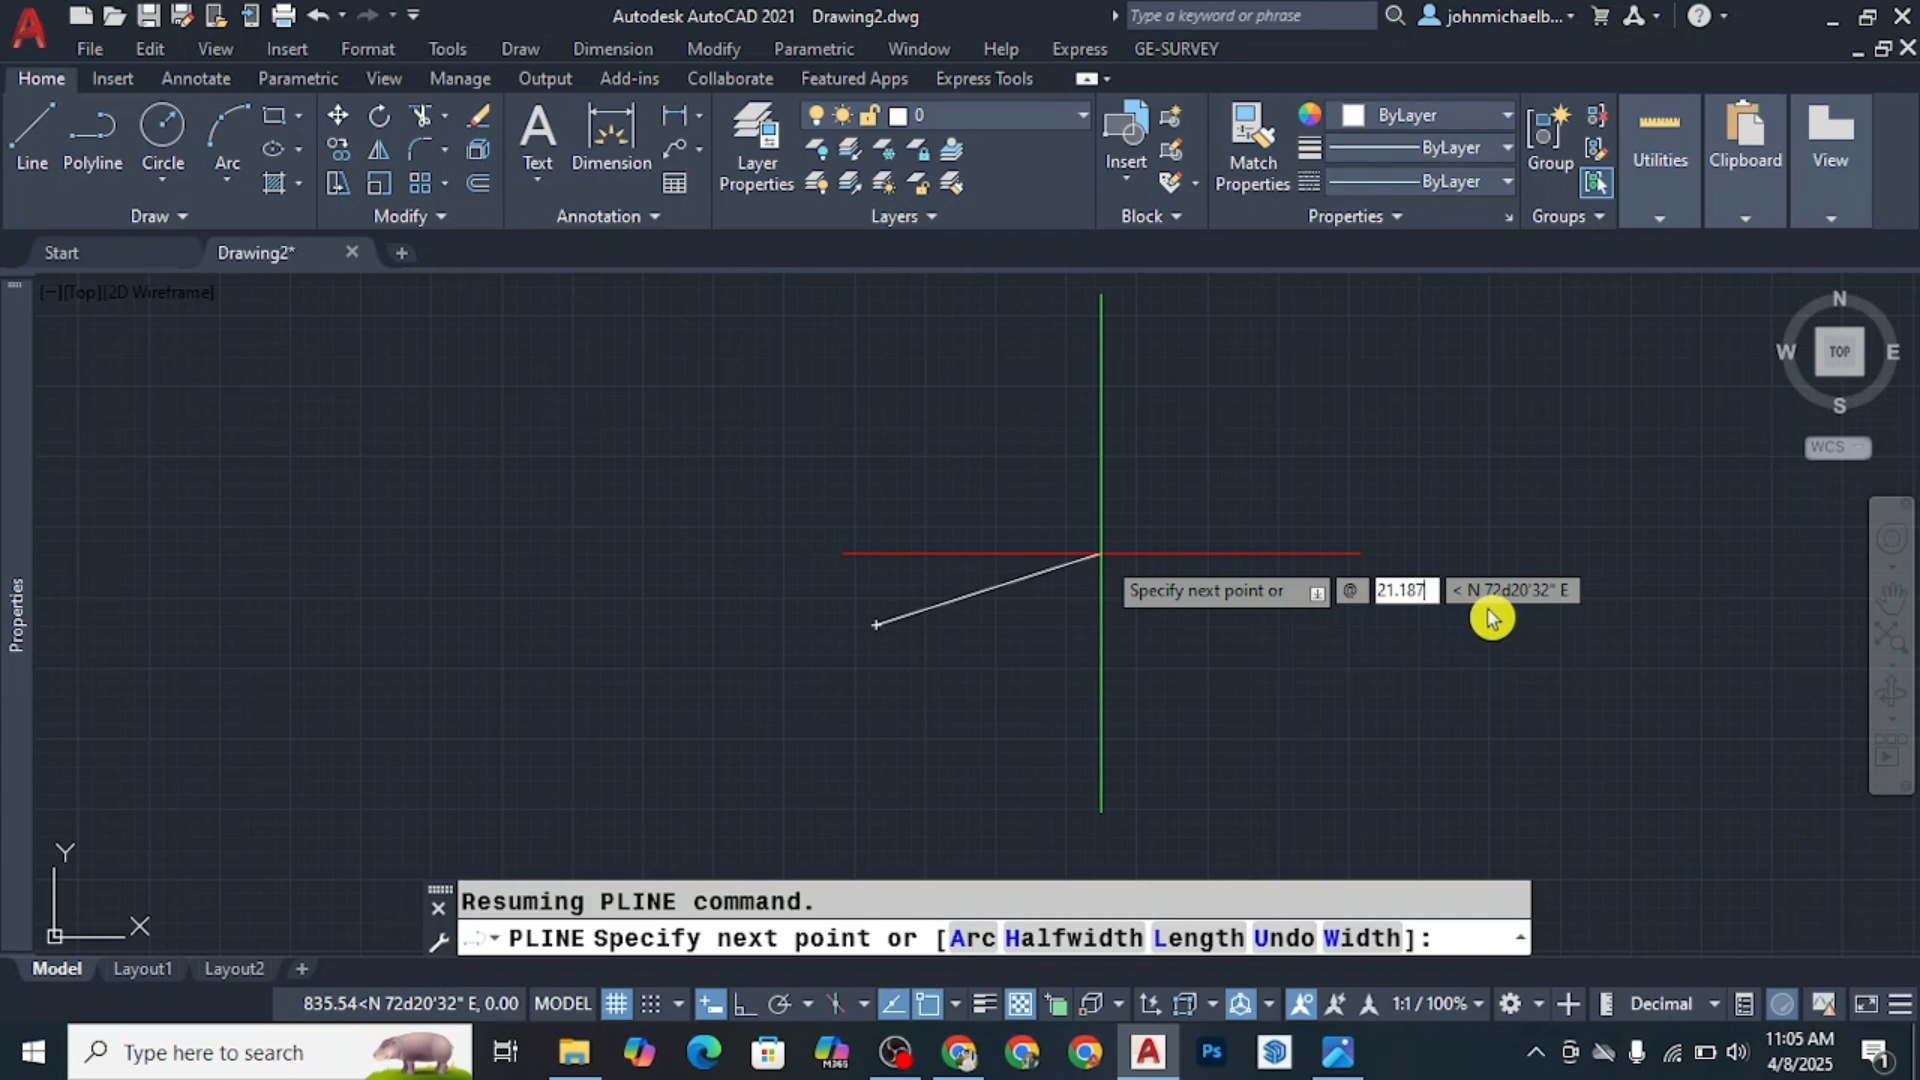 Autodesk AutoCAD 2021 Drawing2.dwg Type a keyword or phrase johnmichaelb...
File Edit View Insert Format Tools Draw Dimension Modify Parametric Window Help Express GE-SURVEY
Home Insert Annotate Parametric View Manage Output Add-ins Collaborate Featured Apps Express Tools
0 ByLayer
ByLayer
Line Polyline Circle Arc Text Dimension Layer Properties Insert Match Properties Group Utilities Clipboard View
ByLayer
Draw Modify Annotation Layers Block Properties Groups
Start Drawing2*
[−][Top][2D Wireframe]
N
W TOP E
S
WCS
Specify next point or @ 21.187 < N 72d20'32" E
Properties
Y
X
Resuming PLINE command.
PLINE Specify next point or [Arc Halfwidth Length Undo Width]:
Model Layout1 Layout2
835.54<N 72d20'32" E, 0.00 MODEL 1:1 / 100% Decimal
Type here to search M365 Ps 11:05 AM
4/8/2025 1